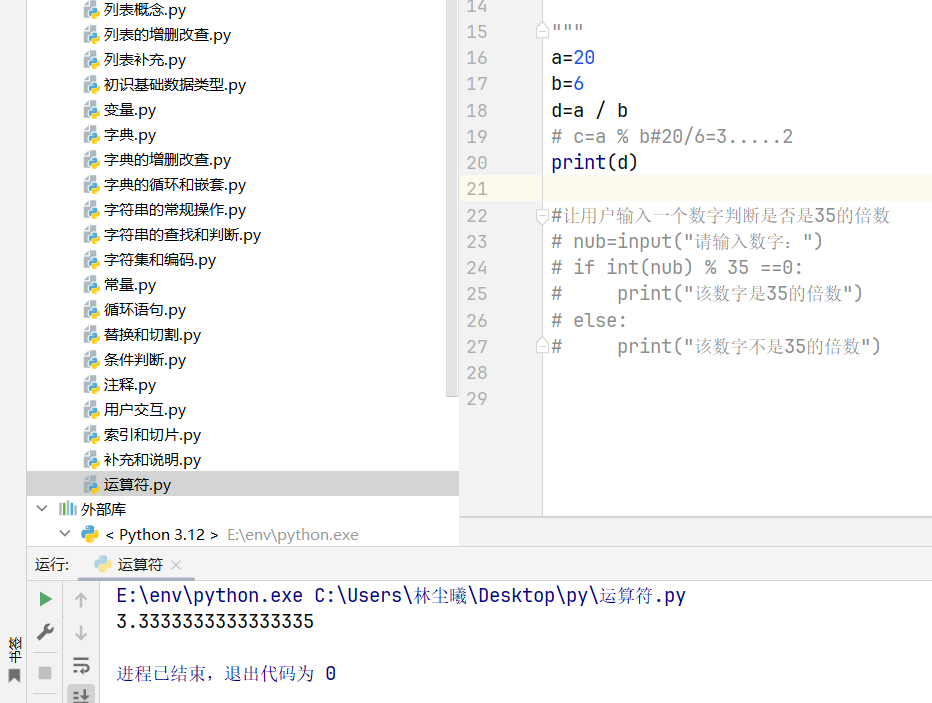 列表概念.py
列表的增删改查.py
列表补充.py
初识基础数据类型.py
变量.py
字典.py
字典的增删改查.py
字典的循环和嵌套.py
字符串的常规操作.py
字符串的查找和判断.py
字符集和编码.py
常量.py
循环语句.py
替换和切割.py
条件判断.py
注释.py
用户交互.py
索引和切片.py
补充和说明.py
运算符.py
外部库
< Python 3.12 > E:\env\python.exe
14
15 """
16 a=20
17 b=6
18 d=a / b
19 # c=a % b#20/6=3.....2
20 print(d)
21
22 #让用户输入一个数字判断是否是35的倍数
23 # nub=input("请输入数字：")
24 # if int(nub) % 35 ==0:
25 #     print("该数字是35的倍数")
26 # else:
27 #     print("该数字不是35的倍数")
28
29
运行: 运算符
E:\env\python.exe C:\Users\林尘曦\Desktop\py\运算符.py
3.3333333333333335
进程已结束，退出代码为 0
书签